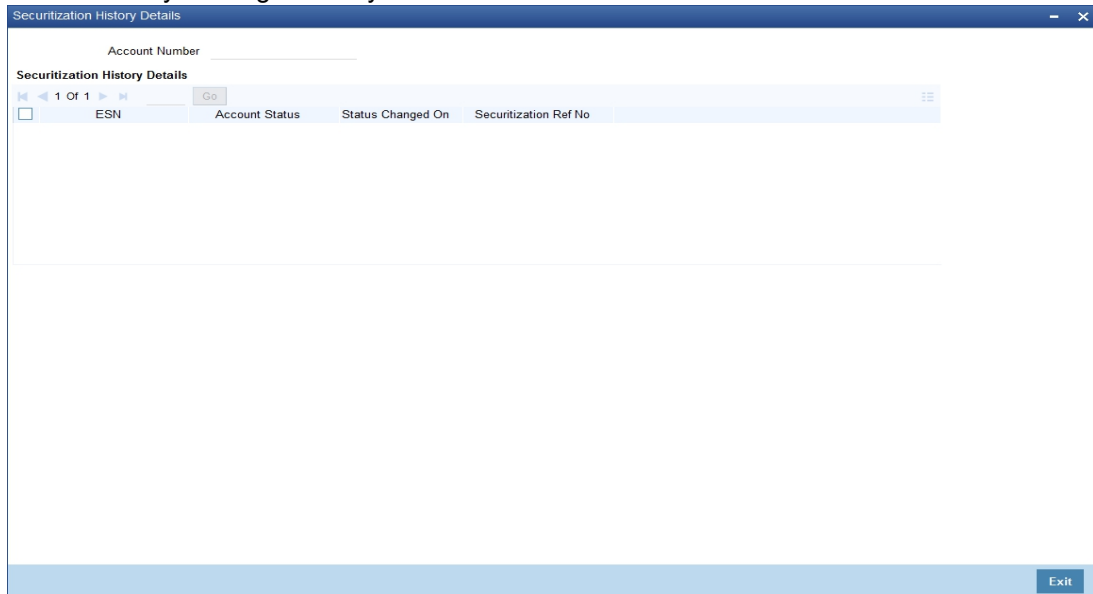 Securitization History Details
Account Number
Securitization History Details
1 Of 1 Go
ESN Account Status Status Changed On Securitization Ref No
Exit